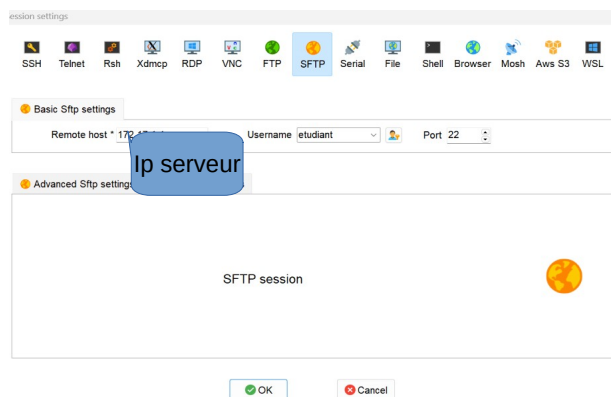 ession settings
SSH Telnet Rsh Xdmcp RDP VNC FTP SFTP Serial File Shell Browser Mosh Aws S3 WSL
Basic Sftp settings
Remote host * Username etudiant Port 22
Ip serveur
Advanced Sftp settings
SFTP session
OK Cancel